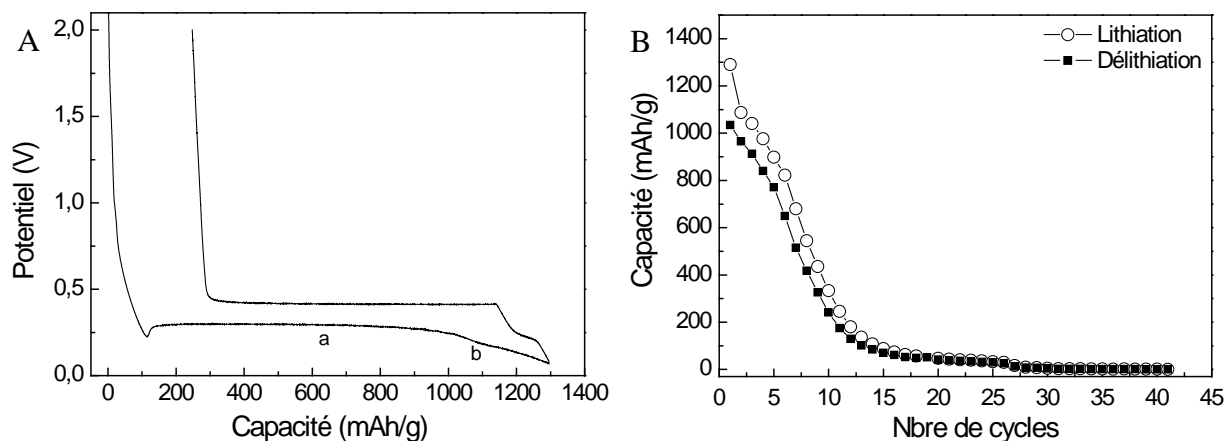 A
2,0
1,5
1,0
0,5
0,0
Potentiel (V)
a
b
0 200 400 600 800 1000 1200 1400
Capacité (mAh/g)
B
1400
1200
1000
800
600
400
200
0
Capacité (mAh/g)
Lithiation
Délithiation
0 5 10 15 20 25 30 35 40 45
Nbre de cycles